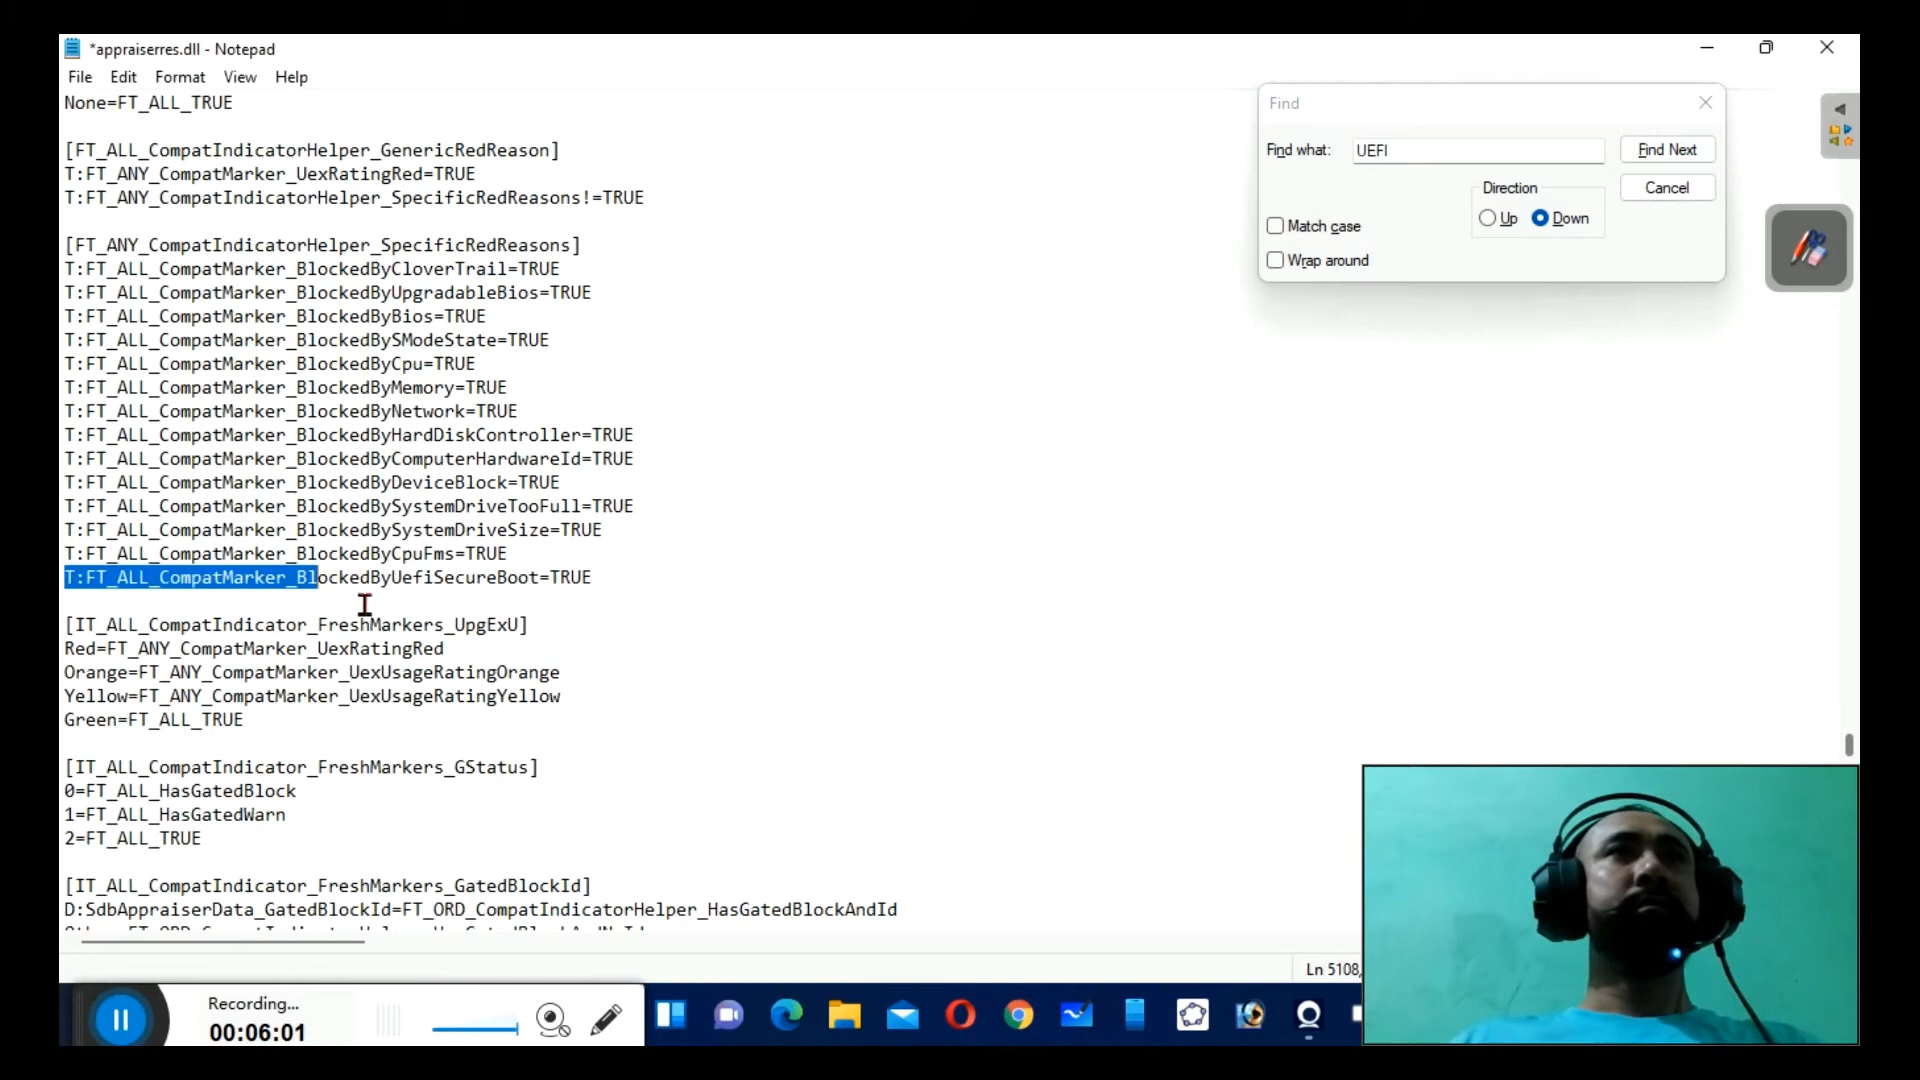 *appraiserres.dll - Notepad
File Edit Format View Help
None=FT_ALL_TRUE
[FT_ALL_CompatIndicatorHelper_GenericRedReason]
T:FT_ANY_CompatMarker_UexRatingRed=TRUE
T:FT_ANY_CompatIndicatorHelper_SpecificRedReasons!=TRUE
[FT_ANY_CompatIndicatorHelper_SpecificRedReasons]
T:FT_ALL_CompatMarker_BlockedByCloverTrail=TRUE
T:FT_ALL_CompatMarker_BlockedByUpgradableBios=TRUE
T:FT_ALL_CompatMarker_BlockedByBios=TRUE
T:FT_ALL_CompatMarker_BlockedBySModeState=TRUE
T:FT_ALL_CompatMarker_BlockedByCpu=TRUE
T:FT_ALL_CompatMarker_BlockedByMemory=TRUE
T:FT_ALL_CompatMarker_BlockedByNetwork=TRUE
T:FT_ALL_CompatMarker_BlockedByHardDiskController=TRUE
T:FT_ALL_CompatMarker_BlockedByComputerHardwareId=TRUE
T:FT_ALL_CompatMarker_BlockedByDeviceBlock=TRUE
T:FT_ALL_CompatMarker_BlockedBySystemDriveTooFull=TRUE
T:FT_ALL_CompatMarker_BlockedBySystemDriveSize=TRUE
T:FT_ALL_CompatMarker_BlockedByCpuFms=TRUE
T:FT_ALL_CompatMarker_BlockedByUefiSecureBoot=TRUE
[IT_ALL_CompatIndicator_FreshMarkers_UpgExU]
Red=FT_ANY_CompatMarker_UexRatingRed
Orange=FT_ANY_CompatMarker_UexUsageRatingOrange
Yellow=FT_ANY_CompatMarker_UexUsageRatingYellow
Green=FT_ALL_TRUE
[IT_ALL_CompatIndicator_FreshMarkers_GStatus]
0=FT_ALL_HasGatedBlock
1=FT_ALL_HasGatedWarn
2=FT_ALL_TRUE
[IT_ALL_CompatIndicator_FreshMarkers_GatedBlockId]
D:SdbAppraiserData_GatedBlockId=FT_ORD_CompatIndicatorHelper_HasGatedBlockAndId
Find
Find what: UEFI
Find Next
Direction
Cancel
Up Down
Match case
Wrap around
Ln 5108,
Recording...
00:06:01